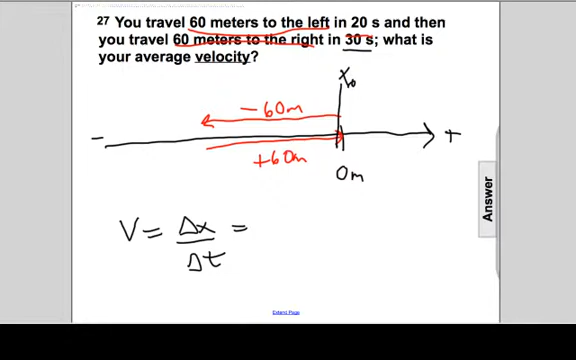 27 You travel 60 meters to the left in 20 s and then
you travel 60 meters to the right in 30 s; what is
your average velocity?
X₀
-60m
- +
+60m
0m
V = Δx/Δt =
Answer
Extend Page